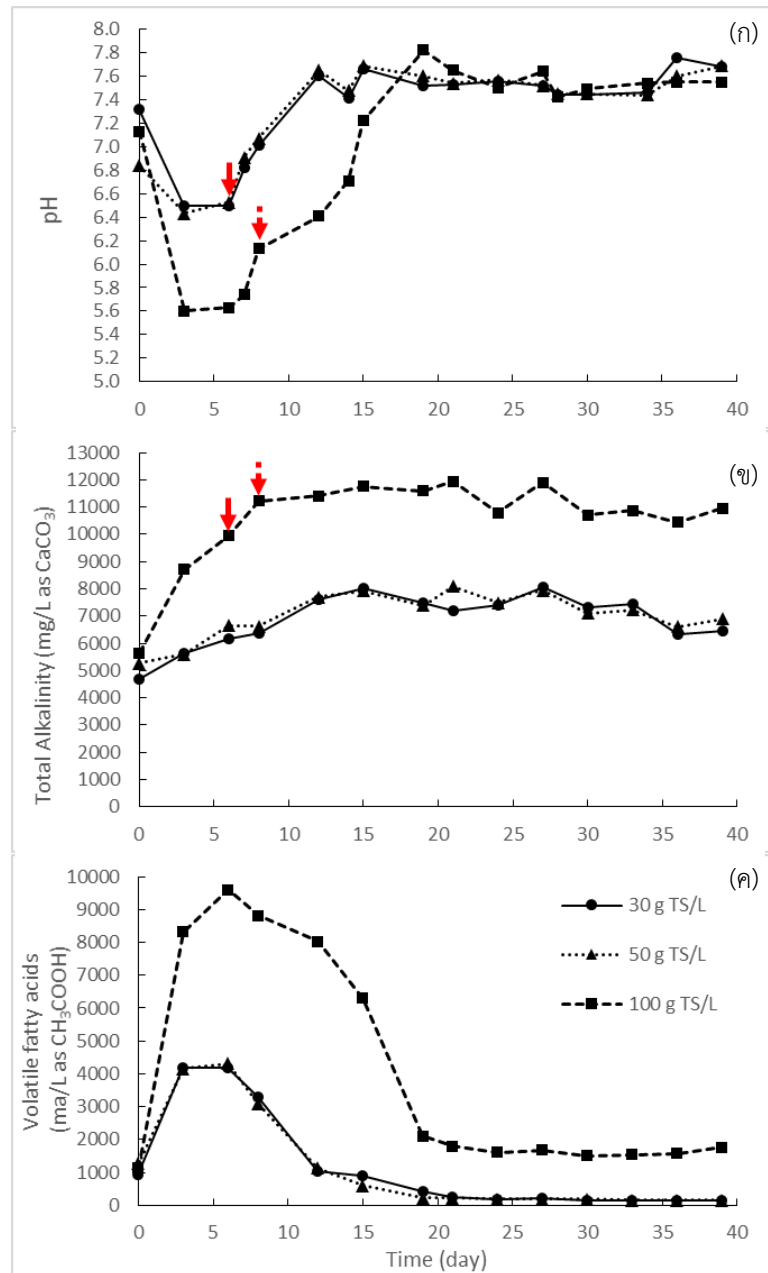 (ก)
8.0
7.8
7.6
7.4
7.2
7.0
6.8
6.6
6.4
6.2
6.0
5.8
5.6
5.4
5.2
5.0
pH
0 5 10 15 20 25 30 35 40
(ข)
13000
12000
11000
10000
9000
8000
7000
6000
5000
4000
3000
2000
1000
0
Total Alkalinity (mg/L as CaCO₃)
0 5 10 15 20 25 30 35 40
(ค)
10000
9000
8000
7000
6000
5000
4000
3000
2000
1000
0
Volatile fatty acids
(ma/L as CH₃COOH)
30 g TS/L
50 g TS/L
100 g TS/L
0 5 10 15 20 25 30 35 40
Time (day)